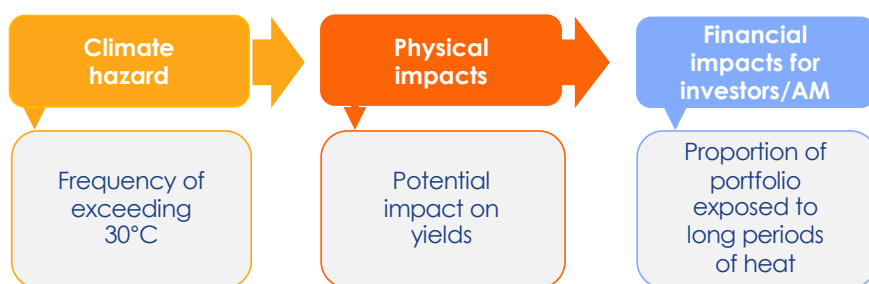 Climate
hazard
Physical
impacts
Financial
impacts for
investors/AM
Frequency of
exceeding
30°C
Potential
impact on
yields
Proportion of
portfolio
exposed to
long periods
of heat